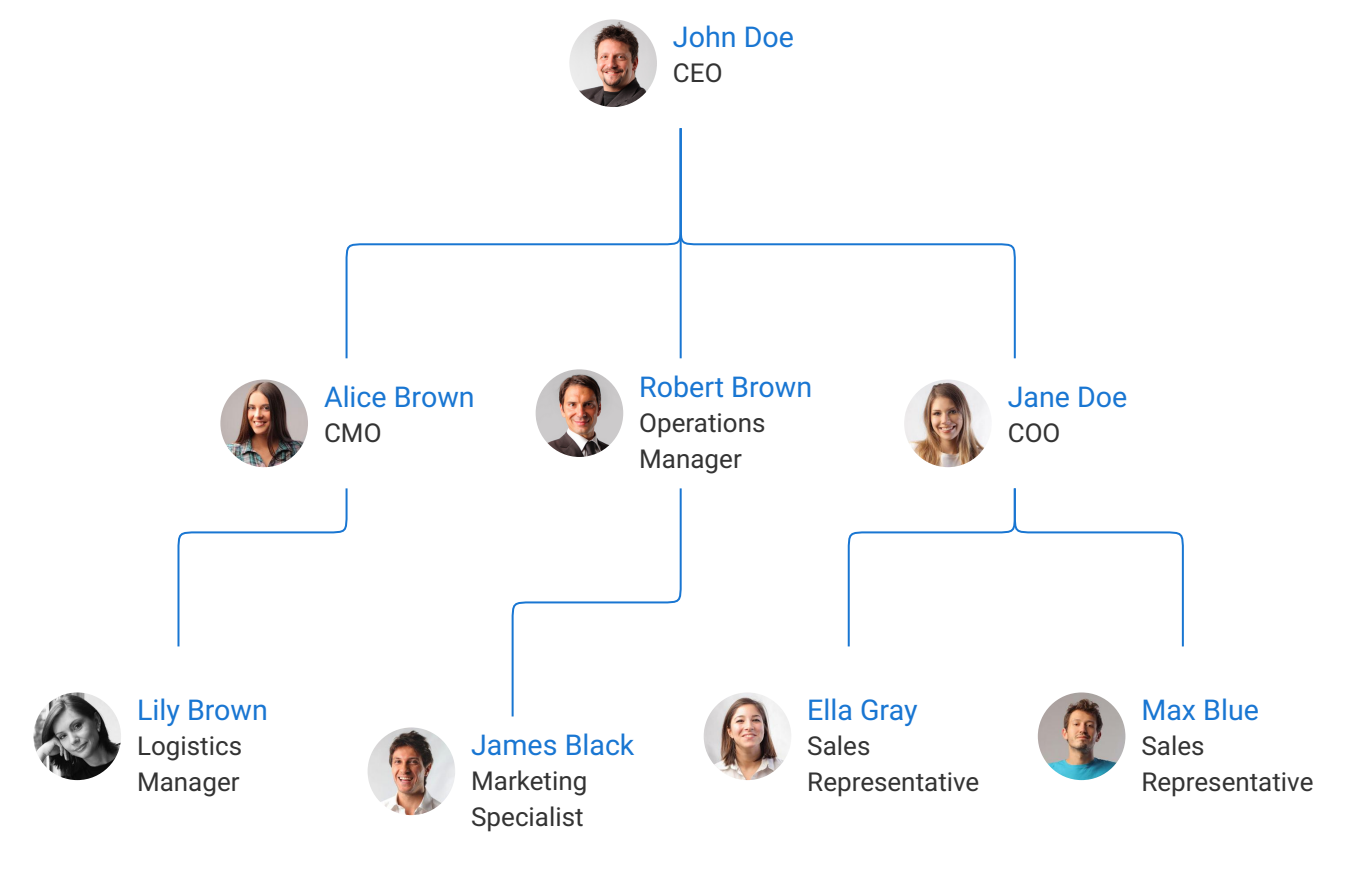 John Doe
CEO
Alice Brown
CMO
Robert Brown
Operations
Manager
Jane Doe
COO
Lily Brown
Logistics
Manager
James Black
Marketing
Specialist
Ella Gray
Sales
Representative
Max Blue
Sales
Representative